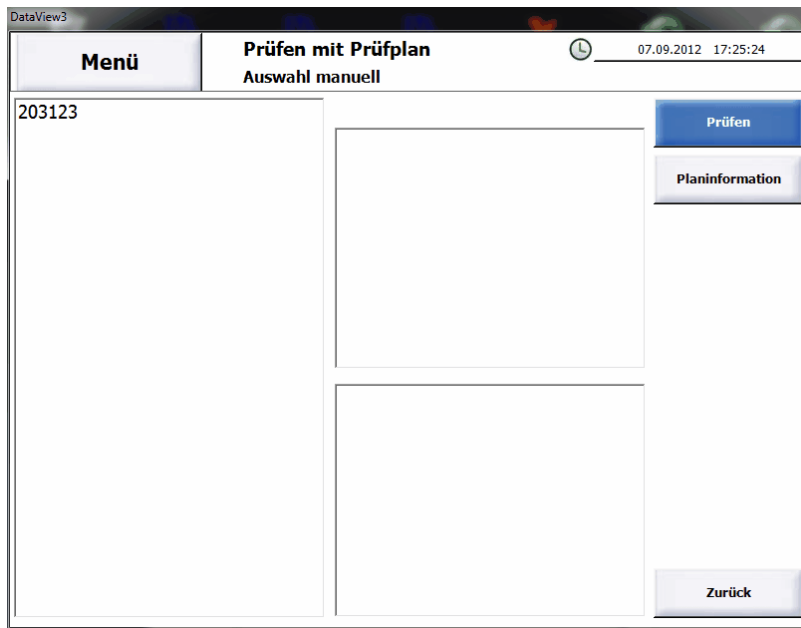 DataView3
Menü
Prüfen mit Prüfplan
Auswahl manuell
07.09.2012 17:25:24
203123
Prüfen
Planinformation
Zurück